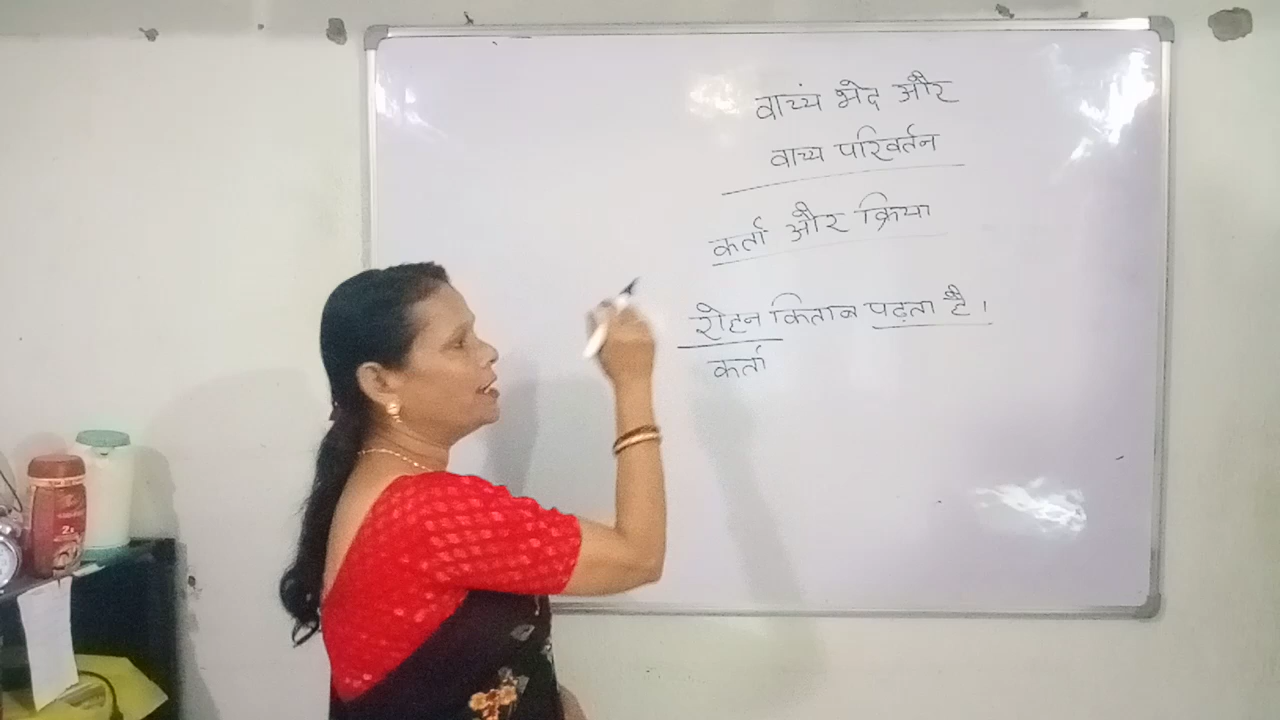 वाच्यं भेद और
वाच्य परिवर्तन
कर्ता और क्रिया
रोहन किताब पढ़ता है।
कर्ता